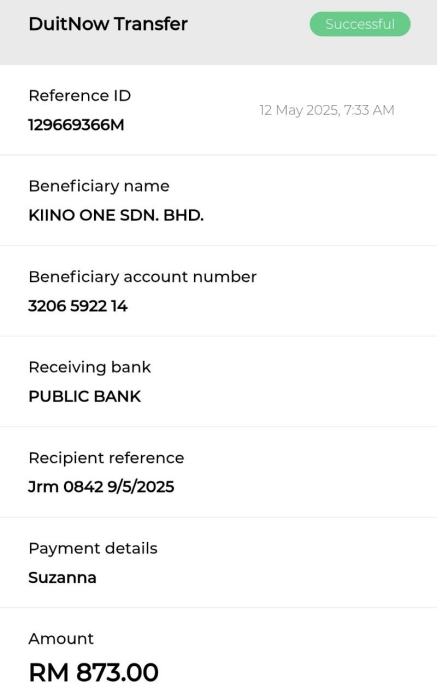 DuitNow Transfer
Successful
Reference ID
12 May 2025, 7:33 AM
129669366M
Beneficiary name
KIINO ONE SDN. BHD.
Beneficiary account number
3206 5922 14
Receiving bank
PUBLIC BANK
Recipient reference
Jrm 0842 9/5/2025
Payment details
Suzanna
Amount
RM 873.00